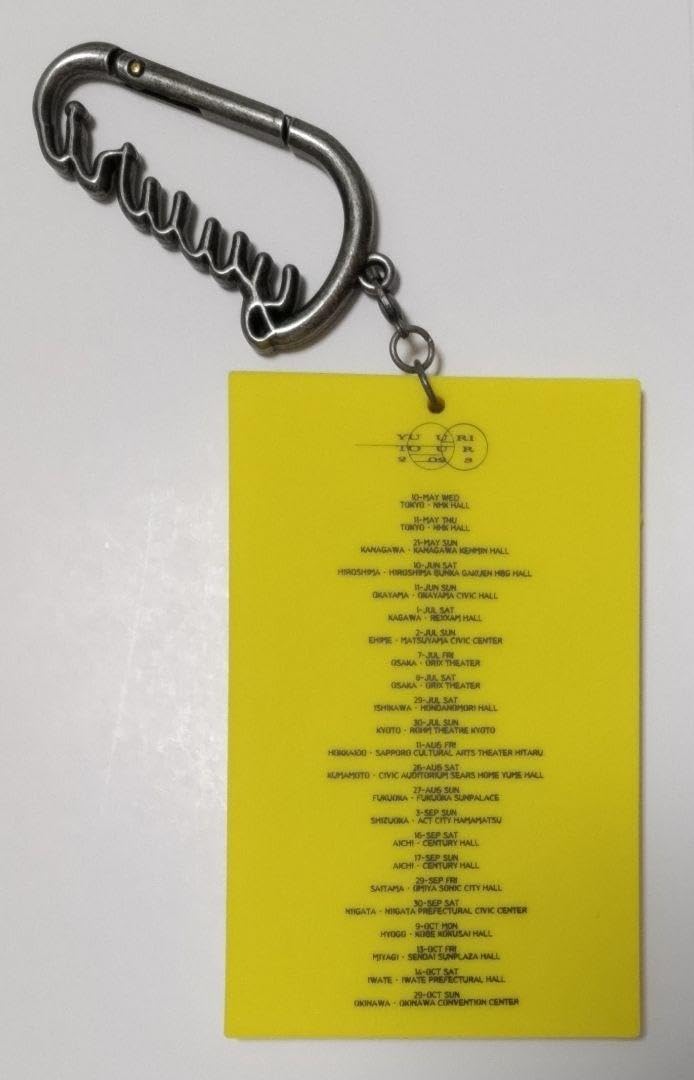 YU U RI
TO U R
2 02 3
10-MAY WED
TOKYO - NHK HALL
11-MAY THU
TOKYO - NHK HALL
21-MAY SUN
KANAGAWA - KANAGAWA KENMIN HALL
10-JUN SAT
HIROSHIMA - HIROSHIMA BUNKA GAKUEN HBG HALL
11-JUN SUN
OKAYAMA - OKAYAMA CIVIC HALL
1-JUL SAT
KAGAWA - REXXAM HALL
2-JUL SUN
EHIME - MATSUYAMA CIVIC CENTER
7-JUL FRI
OSAKA - ORIX THEATER
8-JUL SAT
OSAKA - ORIX THEATER
29-JUL SAT
ISHIKAWA - HONDANOMORI HALL
30-JUL SUN
KYOTO - ROHM THEATRE KYOTO
11-AUG FRI
HOKKAIDO - SAPPORO CULTURAL ARTS THEATER HITARU
26-AUG SAT
KUMAMOTO - CIVIC AUDITORIUM SEARS HOME YUME HALL
27-AUG SUN
FUKUOKA - FUKUOKA SUNPALACE
3-SEP SUN
SHIZUOKA - ACT CITY HAMAMATSU
16-SEP SAT
AICHI - CENTURY HALL
17-SEP SUN
AICHI - CENTURY HALL
29-SEP FRI
SAITAMA - OMIYA SONIC CITY HALL
30-SEP SAT
NIIGATA - NIIGATA PREFECTURAL CIVIC CENTER
9-OCT MON
HYOGO - KOBE KOKUSAI HALL
13-OCT FRI
MIYAGI - SENDAI SUNPLAZA HALL
14-OCT SAT
IWATE - IWATE PREFECTURAL HALL
29-OCT SUN
OKINAWA - OKINAWA CONVENTION CENTER